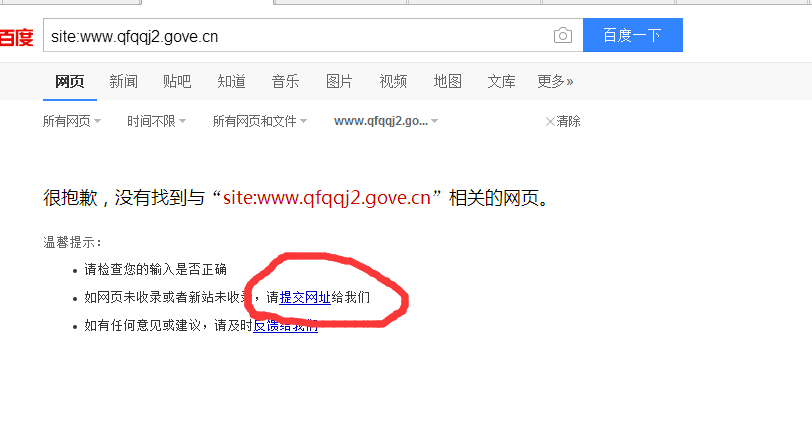 百度 site:www.qfqqj2.gove.cn 百度一下
网页 新闻 贴吧 知道 音乐 图片 视频 地图 文库 更多»
所有网页 时间不限 所有网页和文件 www.qfqqj2.go... 清除
很抱歉，没有找到与“site:www.qfqqj2.gove.cn”相关的网页。
温馨提示：
请检查您的输入是否正确
如网页未收录或者新站未收录，请提交网址给我们
如有任何意见或建议，请及时反馈给我们